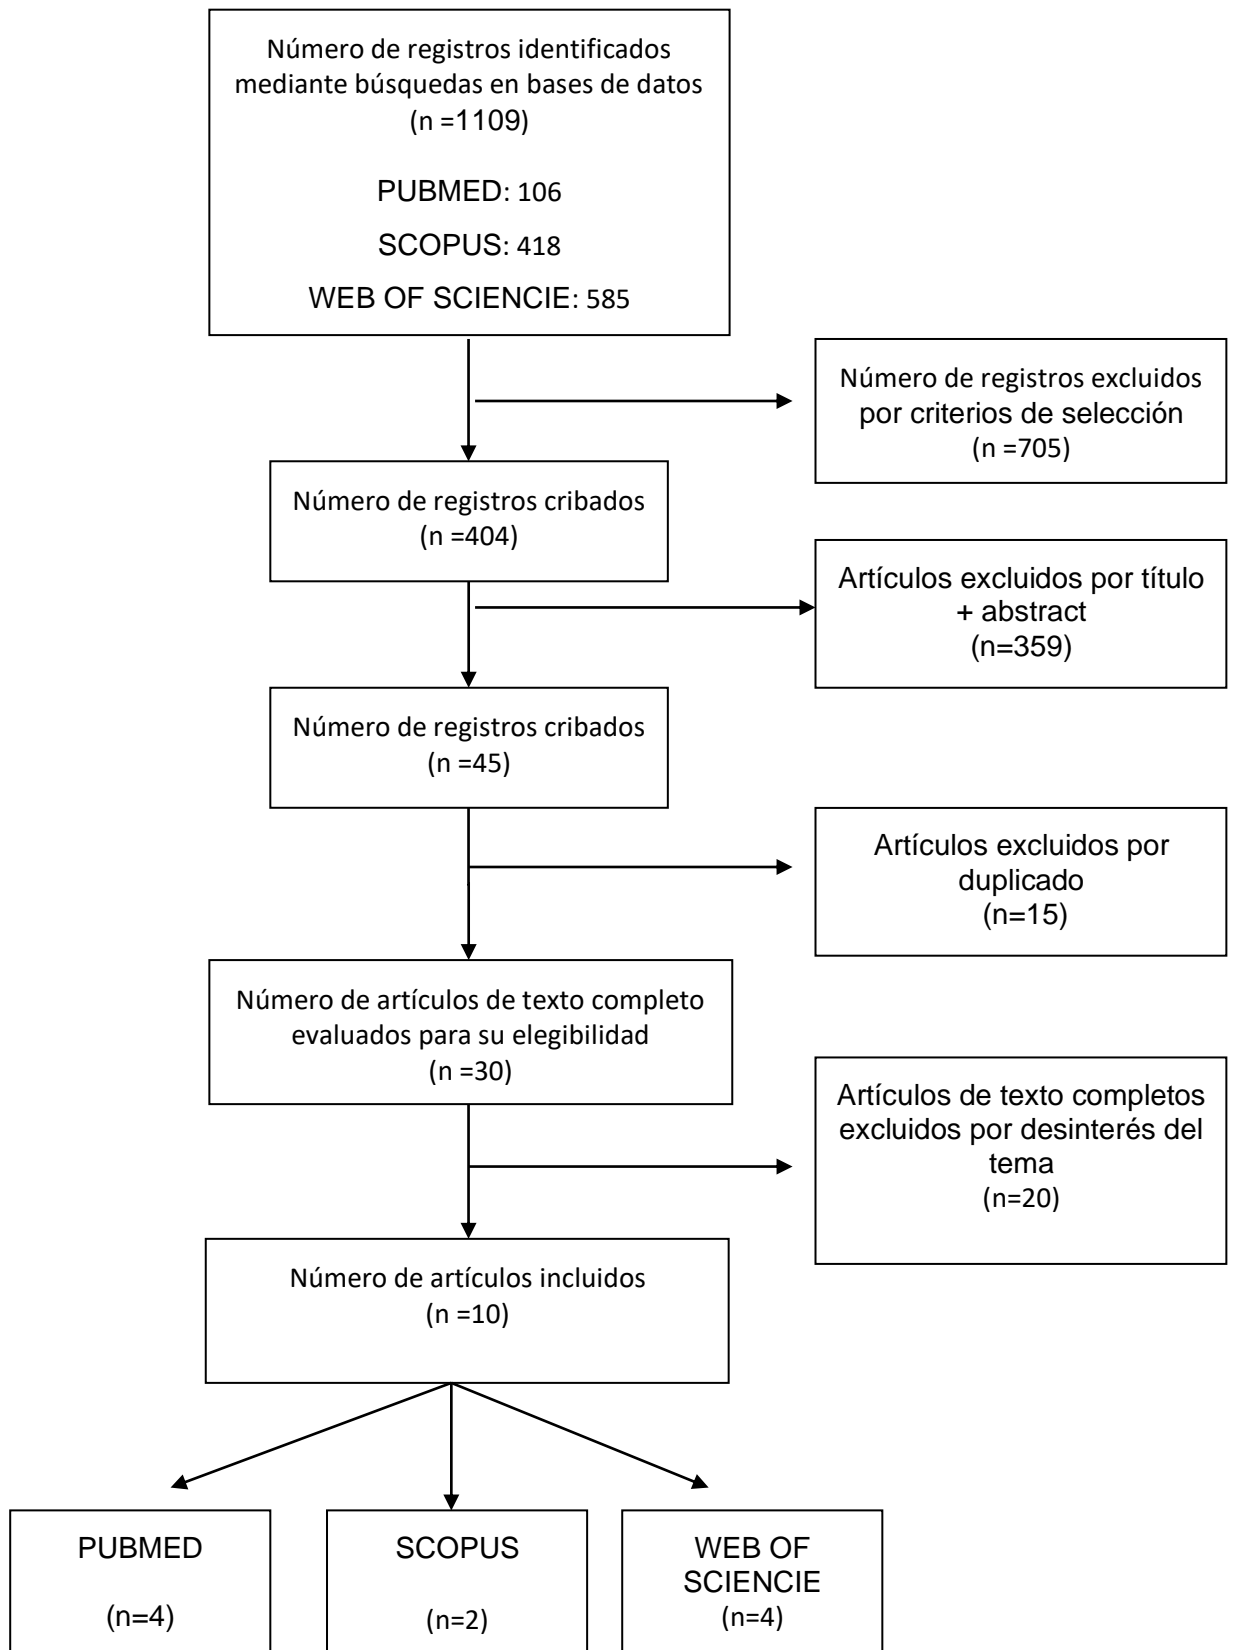 Número de registros identificados
mediante búsquedas en bases de datos
(n =1109)
PUBMED: 106
SCOPUS: 418
WEB OF SCIENCIE: 585
Número de registros excluidos
por criterios de selección
(n =705)
Número de registros cribados
(n =404)
Artículos excluidos por título
+ abstract
(n=359)
Número de registros cribados
(n =45)
Artículos excluidos por
duplicado
(n=15)
Número de artículos de texto completo
evaluados para su elegibilidad
(n =30)
Artículos de texto completos
excluidos por desinterés del
tema
(n=20)
Número de artículos incluidos
(n =10)
PUBMED
(n=4)
SCOPUS
(n=2)
WEB OF
SCIENCIE
(n=4)